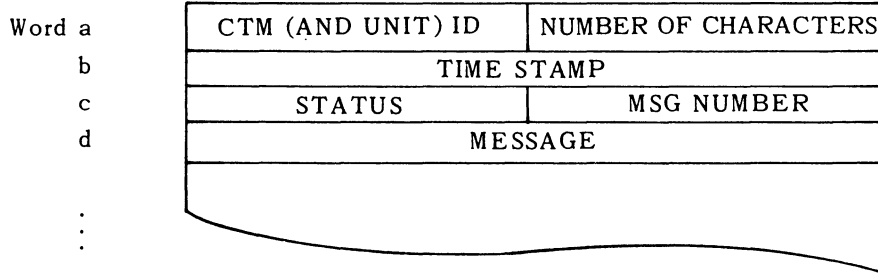 Word a CTM (AND UNIT) ID NUMBER OF CHARACTERS
b TIME STAMP
c STATUS MSG NUMBER
d MESSAGE
.
.
.